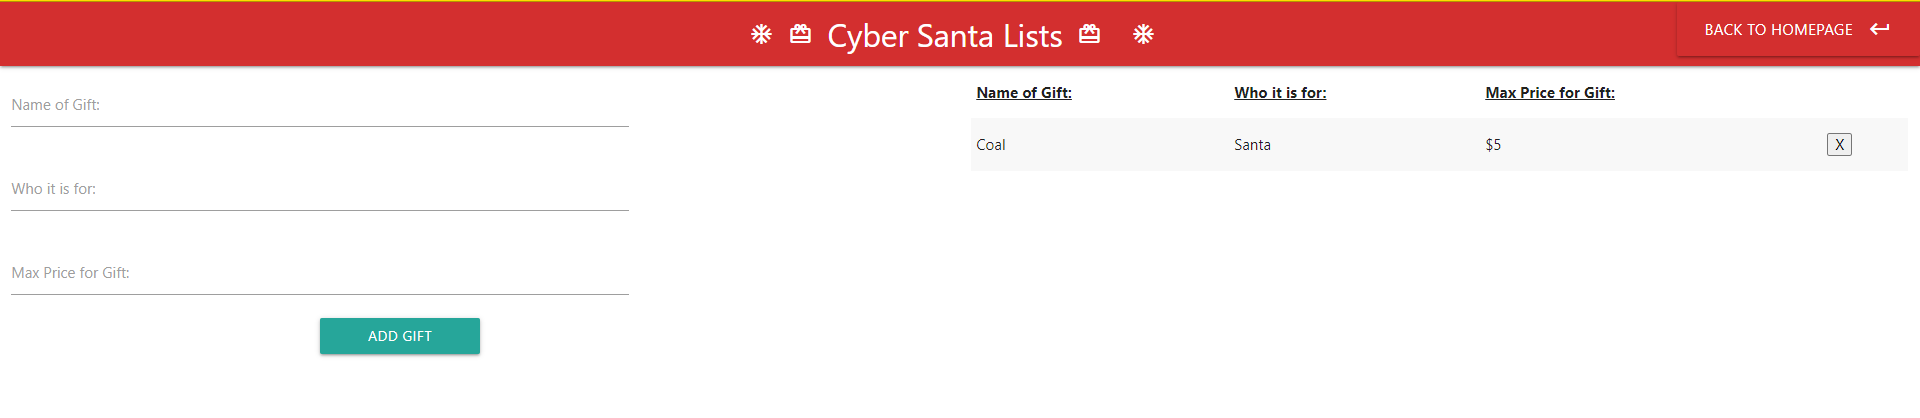 Cyber Santa Lists
BACK TO HOMEPAGE
Name of Gift:
Who it is for:
Max Price for Gift:
ADD GIFT
Name of Gift: Who it is for: Max Price for Gift:
Coal Santa $5 X